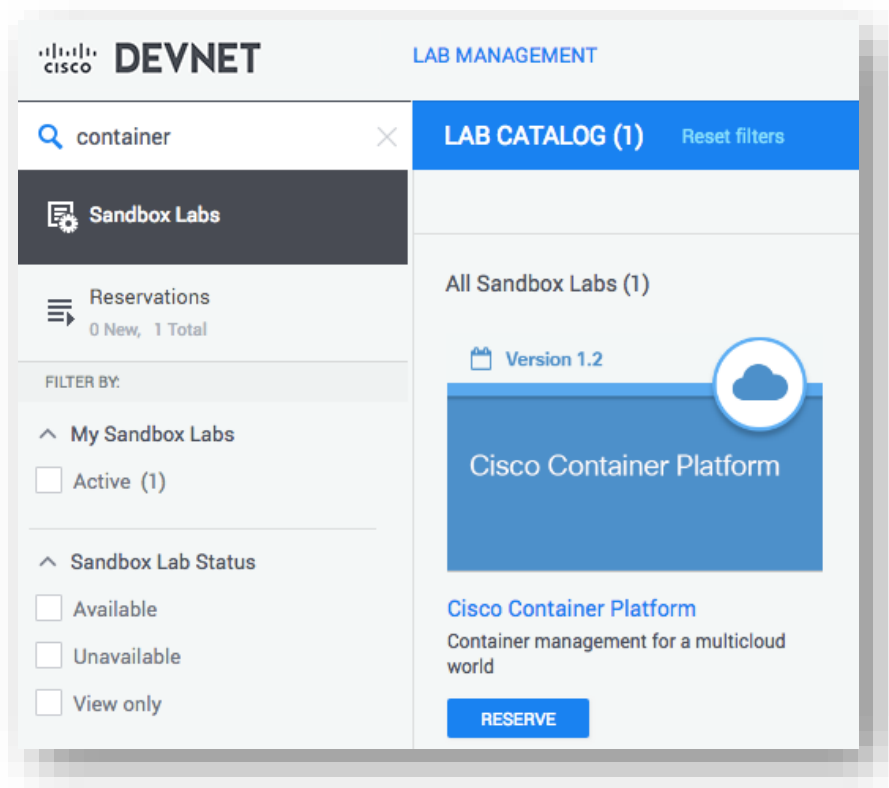 cisco DEVNET
LAB MANAGEMENT
container
LAB CATALOG (1) Reset filters
Sandbox Labs
Reservations
0 New, 1 Total
FILTER BY:
My Sandbox Labs
Active (1)
Sandbox Lab Status
Available
Unavailable
View only
All Sandbox Labs (1)
Version 1.2
Cisco Container Platform
Cisco Container Platform
Container management for a multicloud
world
RESERVE